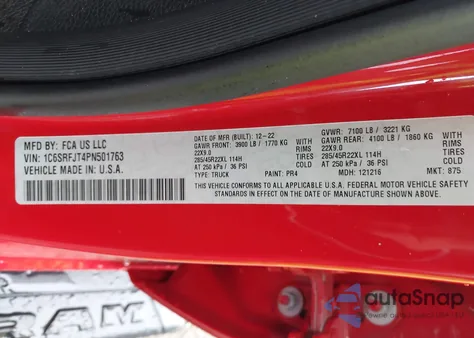 MFD BY: FCA US LLC
VIN: 1C6SRFJT4PN501763
VEHICLE MADE IN: U.S.A.
DATE OF MFR (BUILT): 12-22
GAWR FRONT: 3900 LB / 1770 KG
22X9.0 RIMS
285/45R22XL 114H TIRES
AT 250 kPa / 36 PSI COLD
TYPE: TRUCK PAINT: PR4
GVWR: 7100 LB / 3221 KG
GAWR REAR: 4100 LB / 1860 KG
22X9.0 RIMS
285/45R22XL 114H TIRES
AT 250 kPa / 36 PSI COLD
MDH: 121216 MKT: 875
THIS VEHICLE CONFORMS TO ALL APPLICABLE U.S.A. FEDERAL MOTOR VEHICLE SAFETY
STANDARDS IN EFFECT ON THE DATE OF MANUFACTURE SHOWN ABOVE.
RAM
autoSnap